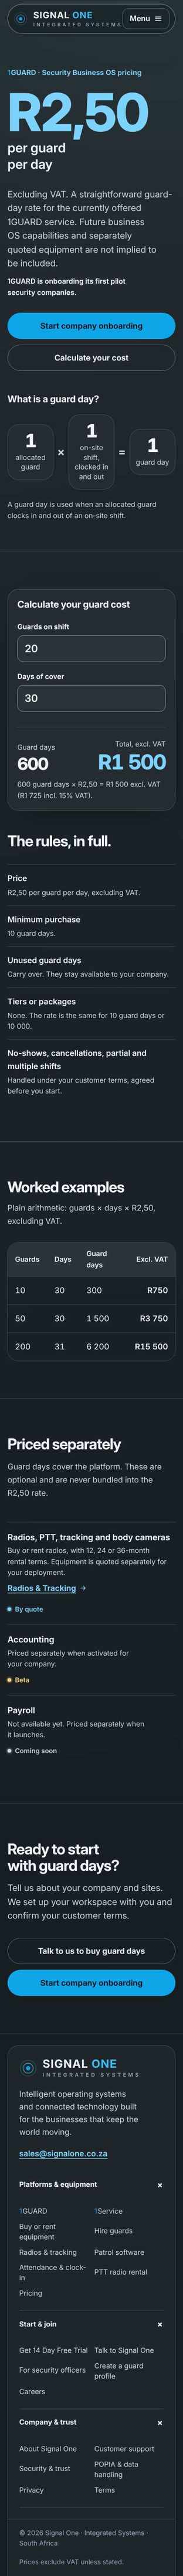 SIGNAL ONE
INTEGRATED SYSTEMS
Menu
1GUARD · Security Business OS pricing
R2,50
per guard
per day
Excluding VAT. A straightforward guard-
day rate for the currently offered
1GUARD service. Future business
OS capabilities and separately
quoted equipment are not implied to
be included.
1GUARD is onboarding its first pilot
security companies.
Start company onboarding
Calculate your cost
What is a guard day?
1
allocated
guard
×
1
on-site
shift,
clocked in
and out
=
1
guard day
A guard day is used when an allocated guard
clocks in and out of an on-site shift.
Calculate your guard cost
Guards on shift
20
Days of cover
30
Guard days
600
Total, excl. VAT
R1 500
600 guard days × R2,50 = R1 500 excl. VAT
(R1 725 incl. 15% VAT).
The rules, in full.
Price
R2,50 per guard per day, excluding VAT.
Minimum purchase
10 guard days.
Unused guard days
Carry over. They stay available to your company.
Tiers or packages
None. The rate is the same for 10 guard days or
10 000.
No-shows, cancellations, partial and
multiple shifts
Handled under your customer terms, agreed
before you start.
Worked examples
Plain arithmetic: guards × days × R2,50,
excluding VAT.
Guards Days Guard days Excl. VAT
10 30 300 R750
50 30 1 500 R3 750
200 31 6 200 R15 500
Priced separately
Guard days cover the platform. These are
optional and are never bundled into the
R2,50 rate.
Radios, PTT, tracking and body cameras
Buy or rent radios, with 12, 24 or 36-month
rental terms. Equipment is quoted separately for
your deployment.
Radios & Tracking →
By quote
Accounting
Priced separately when activated for
your company.
Beta
Payroll
Not available yet. Priced separately when
it launches.
Coming soon
Ready to start
with guard days?
Tell us about your company and sites.
We set up your workspace with you and
confirm your customer terms.
Talk to us to buy guard days
Start company onboarding
SIGNAL ONE
INTEGRATED SYSTEMS
Intelligent operating systems
and connected technology built
for the businesses that keep the
world moving.
sales@signalone.co.za
Platforms & equipment ×
1GUARD 1Service
Buy or rent
equipment
Hire guards
Radios & tracking Patrol software
Attendance & clock-
in
PTT radio rental
Pricing
Start & join ×
Get 14 Day Free Trial Talk to Signal One
For security officers
Create a guard
profile
Careers
Company & trust ×
About Signal One Customer support
Security & trust
POPIA & data
handling
Privacy Terms
© 2026 Signal One · Integrated Systems ·
South Africa
Prices exclude VAT unless stated.